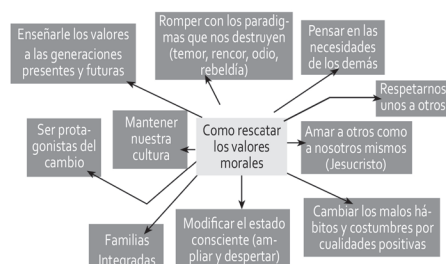 Enseñarle los valores
a las generaciones
presentes y futuras
Romper con los paradig-
mas que nos destruyen
(temor, rencor, odio,
rebeldía)
Pensar en las
necesidades
de los demás
Respetarnos
unos a otros
Ser prota-
gonistas del
cambio
Mantener
nuestra
cultura
Como rescatar
los valores
morales
Amar a otros como
a nosotros mismos
(Jesucristo)
Familias
Integradas
Modificar el estado
consciente (am-
pliar y despertar)
Cambiar los malos há-
bitos y costumbres por
cualidades positivas